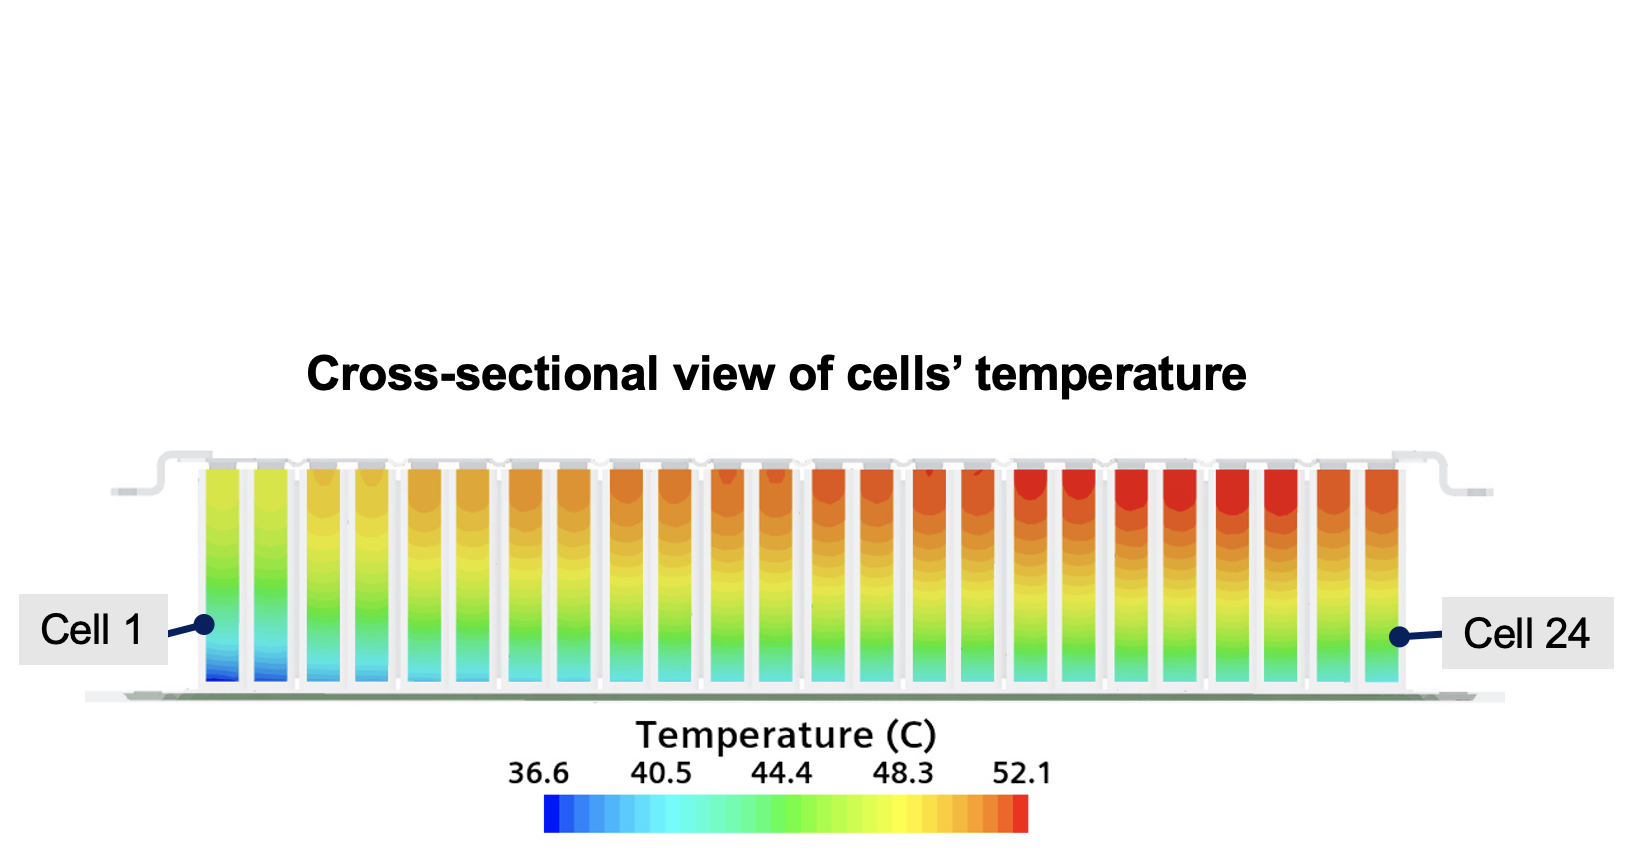 Cross-sectional view of cells’ temperature
Cell 1
Cell 24
Temperature (C)
36.6 40.5 44.4 48.3 52.1